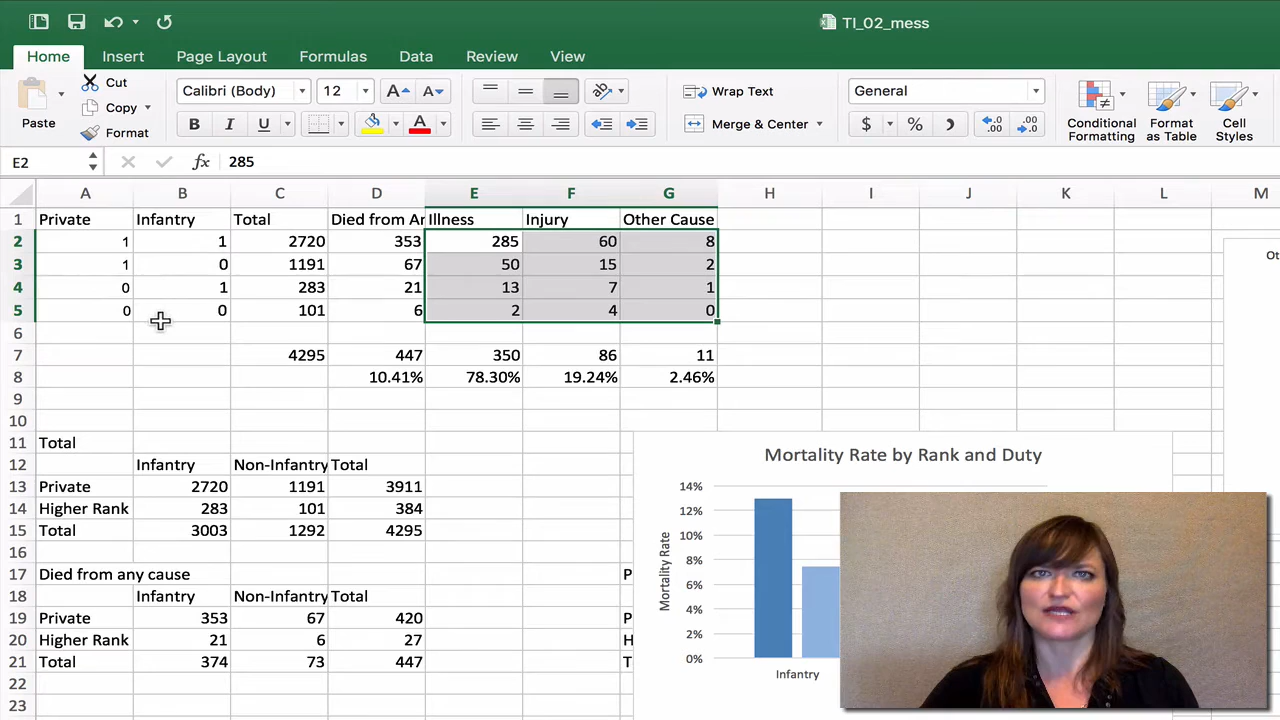 TI_02_mess
Home Insert Page Layout Formulas Data Review View
Paste
Cut
Copy
Format
Calibri (Body) 12 A A
B I U A
Wrap Text
Merge & Center
General
$ %
Conditional Formatting
Format as Table
Cell Styles
E2 fx 285
A B C D E F G H I J K L M
1 Private Infantry Total Died from Ar Illness Injury Other Cause
2 1 1 2720 353 285 60 8
3 1 0 1191 67 50 15 2
4 0 1 283 21 13 7 1
5 0 0 101 6 2 4 0
6
7 4295 447 350 86 11
8 10.41% 78.30% 19.24% 2.46%
9
10
11 Total
12 Infantry Non-Infantry Total
13 Private 2720 1191 3911
14 Higher Rank 283 101 384
15 Total 3003 1292 4295
16
17 Died from any cause P
18 Infantry Non-Infantry Total
19 Private 353 67 420 P
20 Higher Rank 21 6 27 H
21 Total 374 73 447 T
22
23
Ot
Mortality Rate by Rank and Duty
Mortality Rate
14%
12%
10%
8%
6%
4%
2%
0%
Infantry